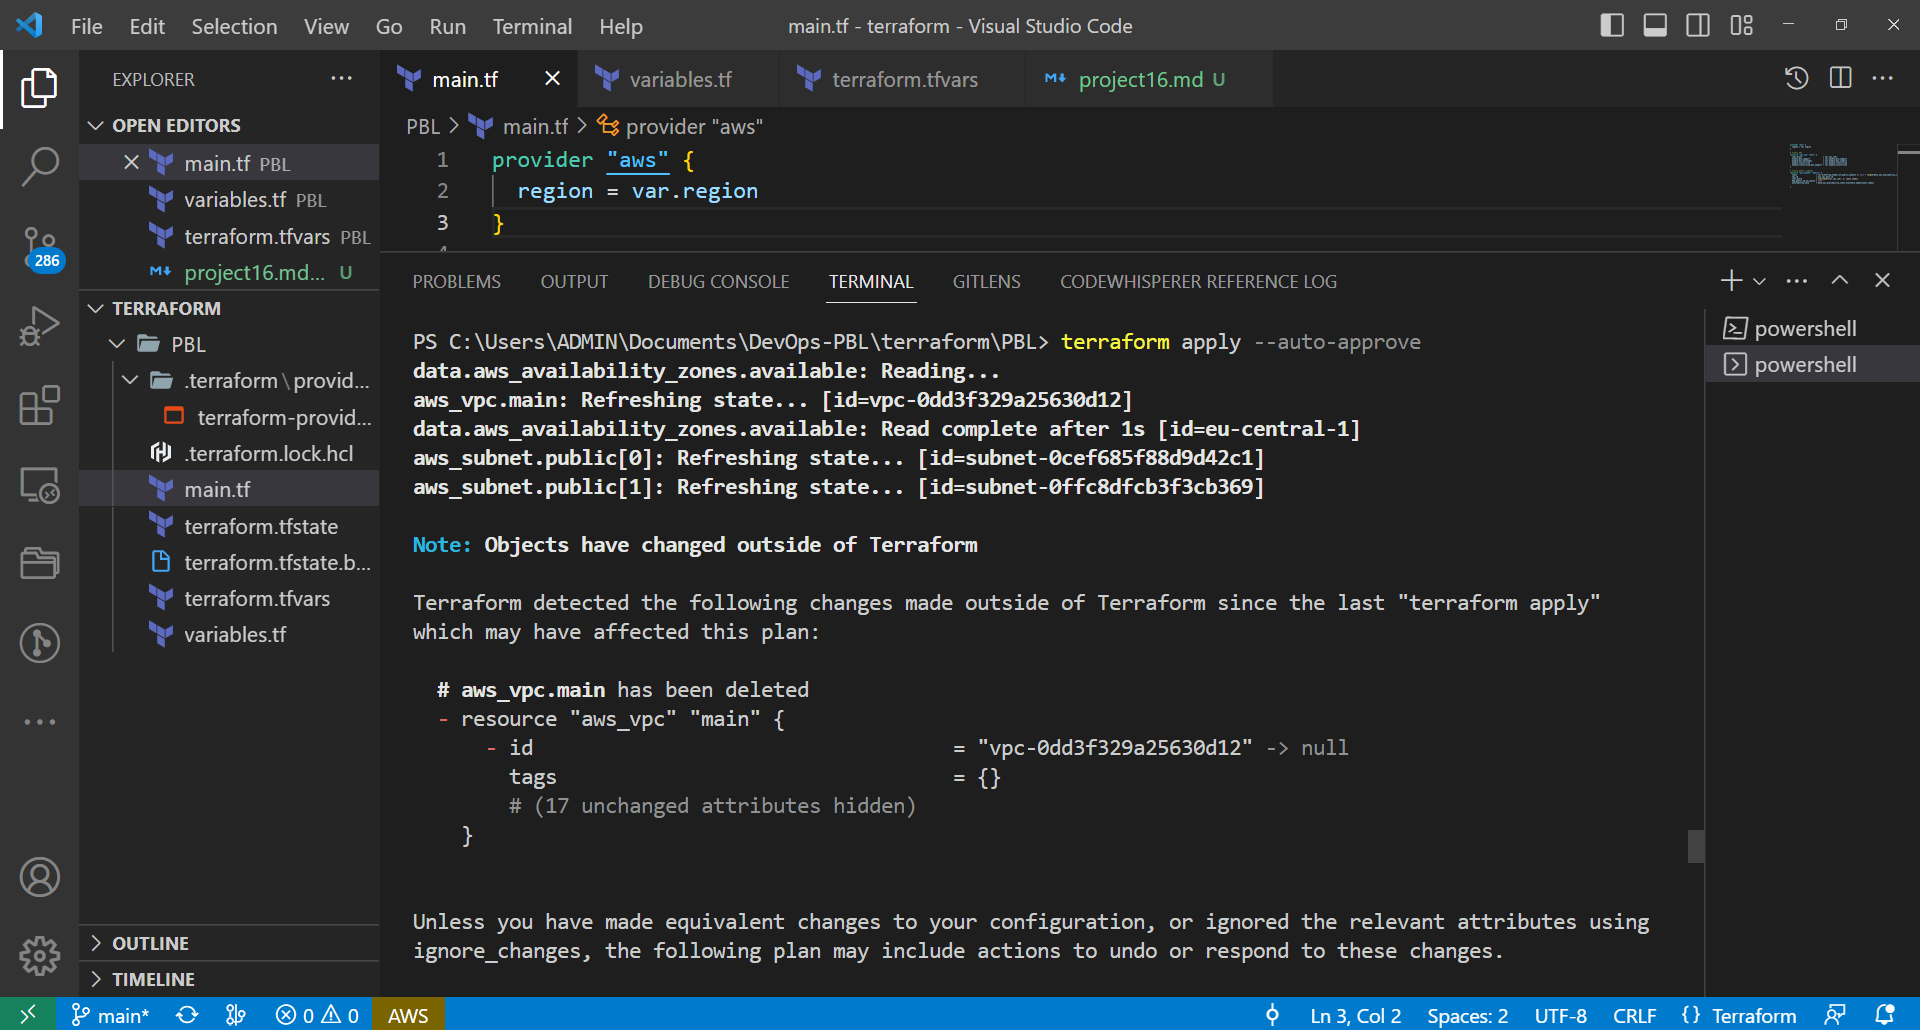 File Edit Selection View Go Run Terminal Help main.tf - terraform - Visual Studio Code
EXPLORER
OPEN EDITORS
main.tf PBL
variables.tf PBL
terraform.tfvars PBL
project16.md... U
TERRAFORM
PBL
.terraform\provid...
terraform-provid...
.terraform.lock.hcl
main.tf
terraform.tfstate
terraform.tfstate.b...
terraform.tfvars
variables.tf
OUTLINE
TIMELINE
286
main.tf variables.tf terraform.tfvars project16.md U
PBL > main.tf > provider "aws"
1 provider "aws" {
2 region = var.region
3 }
PROBLEMS OUTPUT DEBUG CONSOLE TERMINAL GITLENS CODEWHISPERER REFERENCE LOG
PS C:\Users\ADMIN\Documents\DevOps-PBL\terraform\PBL> terraform apply --auto-approve
data.aws_availability_zones.available: Reading...
aws_vpc.main: Refreshing state... [id=vpc-0dd3f329a25630d12]
data.aws_availability_zones.available: Read complete after 1s [id=eu-central-1]
aws_subnet.public[0]: Refreshing state... [id=subnet-0cef685f88d9d42c1]
aws_subnet.public[1]: Refreshing state... [id=subnet-0ffc8dfcb3f3cb369]
Note: Objects have changed outside of Terraform
Terraform detected the following changes made outside of Terraform since the last "terraform apply"
which may have affected this plan:
# aws_vpc.main has been deleted
- resource "aws_vpc" "main" {
- id = "vpc-0dd3f329a25630d12" -> null
tags = {}
# (17 unchanged attributes hidden)
}
Unless you have made equivalent changes to your configuration, or ignored the relevant attributes using
ignore_changes, the following plan may include actions to undo or respond to these changes.
powershell
powershell
main* 0 0 AWS Ln 3, Col 2 Spaces: 2 UTF-8 CRLF {} Terraform